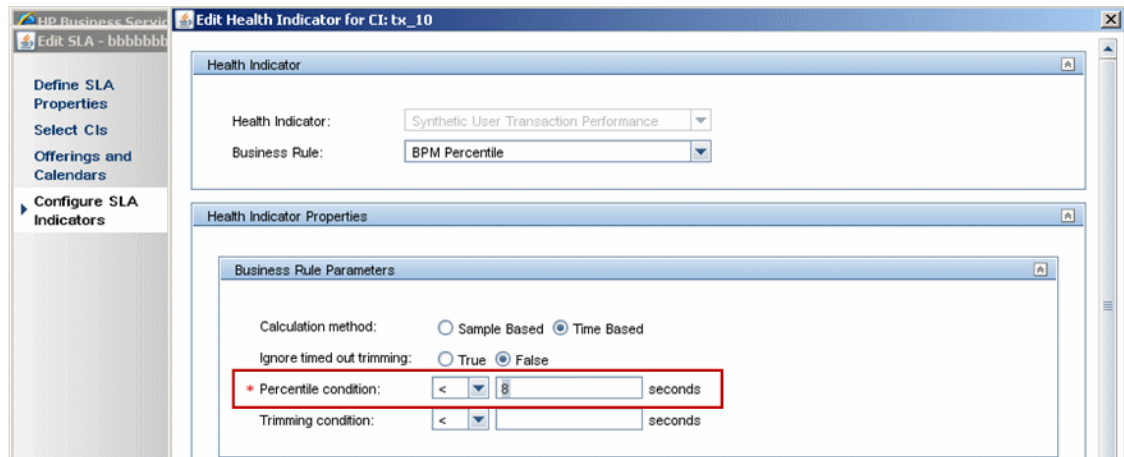 HP Business Servic
Edit Health Indicator for CI: tx_10
Edit SLA - bbbbbbb
Define SLA
Properties
Select CIs
Offerings and
Calendars
Configure SLA
Indicators
Health Indicator
Health Indicator: Synthetic User Transaction Performance
Business Rule: BPM Percentile
Health Indicator Properties
Business Rule Parameters
Calculation method: Sample Based Time Based
Ignore timed out trimming: True False
* Percentile condition: < 8 seconds
Trimming condition: < seconds